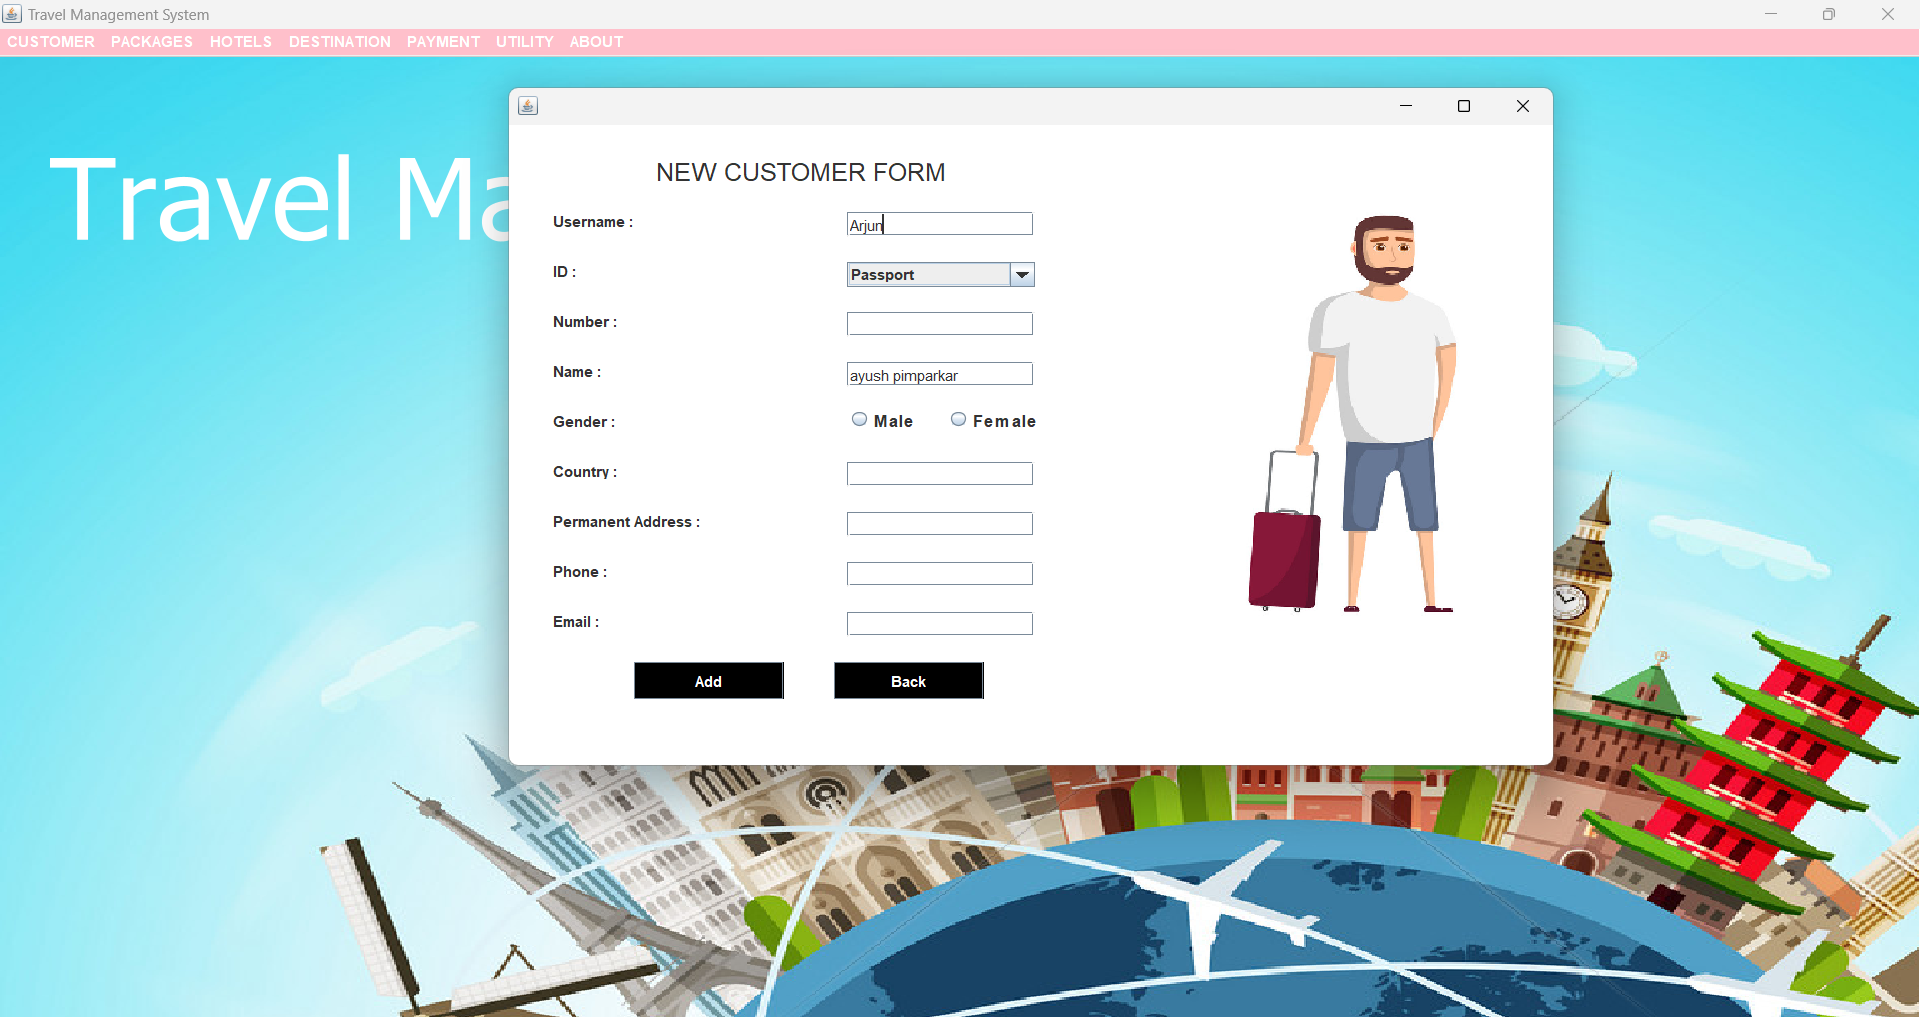 Travel Management System
CUSTOMER PACKAGES HOTELS DESTINATION PAYMENT UTILITY ABOUT
Travel Ma
NEW CUSTOMER FORM
Username : Arjun
ID : Passport
Number :
Name : ayush pimparkar
Gender : Male Female
Country :
Permanent Address :
Phone :
Email :
Add Back